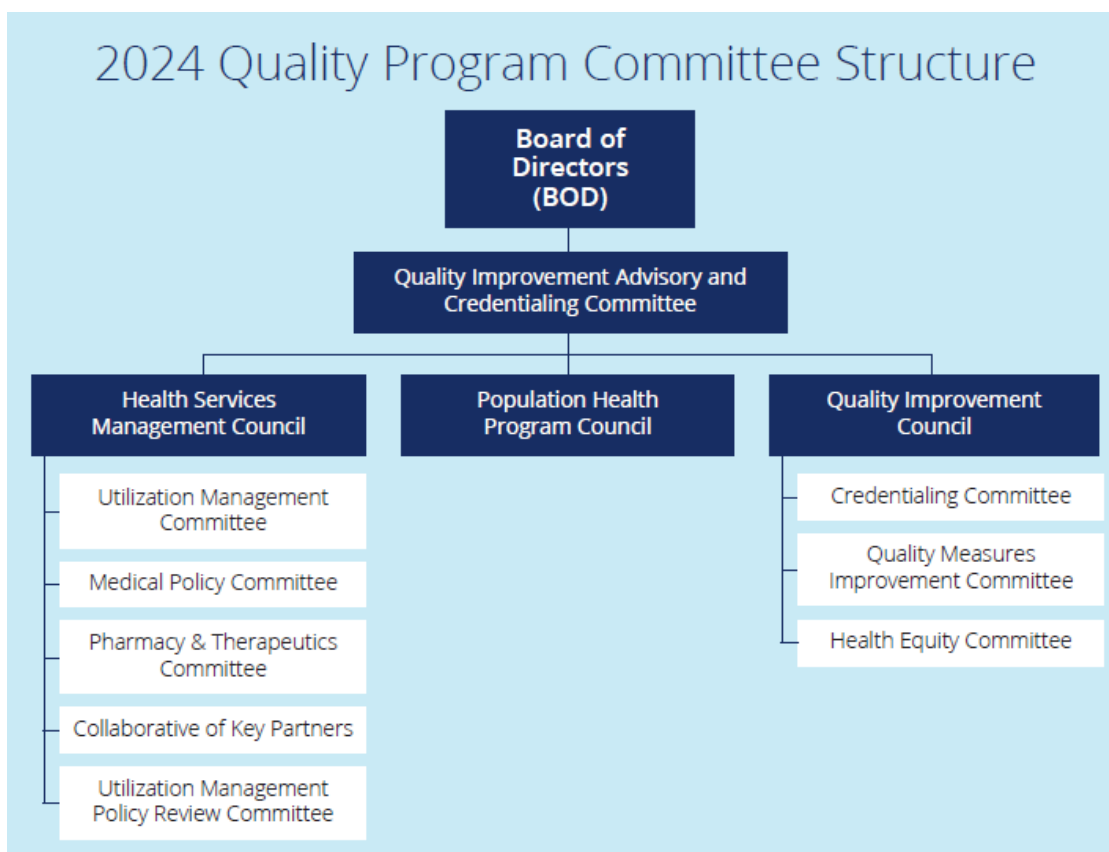 2024 Quality Program Committee Structure
Board of
Directors
(BOD)
Quality Improvement Advisory and
Credentialing Committee
Health Services
Management Council
Utilization Management
Committee
Medical Policy Committee
Pharmacy & Therapeutics
Committee
Collaborative of Key Partners
Utilization Management
Policy Review Committee
Population Health
Program Council
Quality Improvement
Council
Credentialing Committee
Quality Measures
Improvement Committee
Health Equity Committee